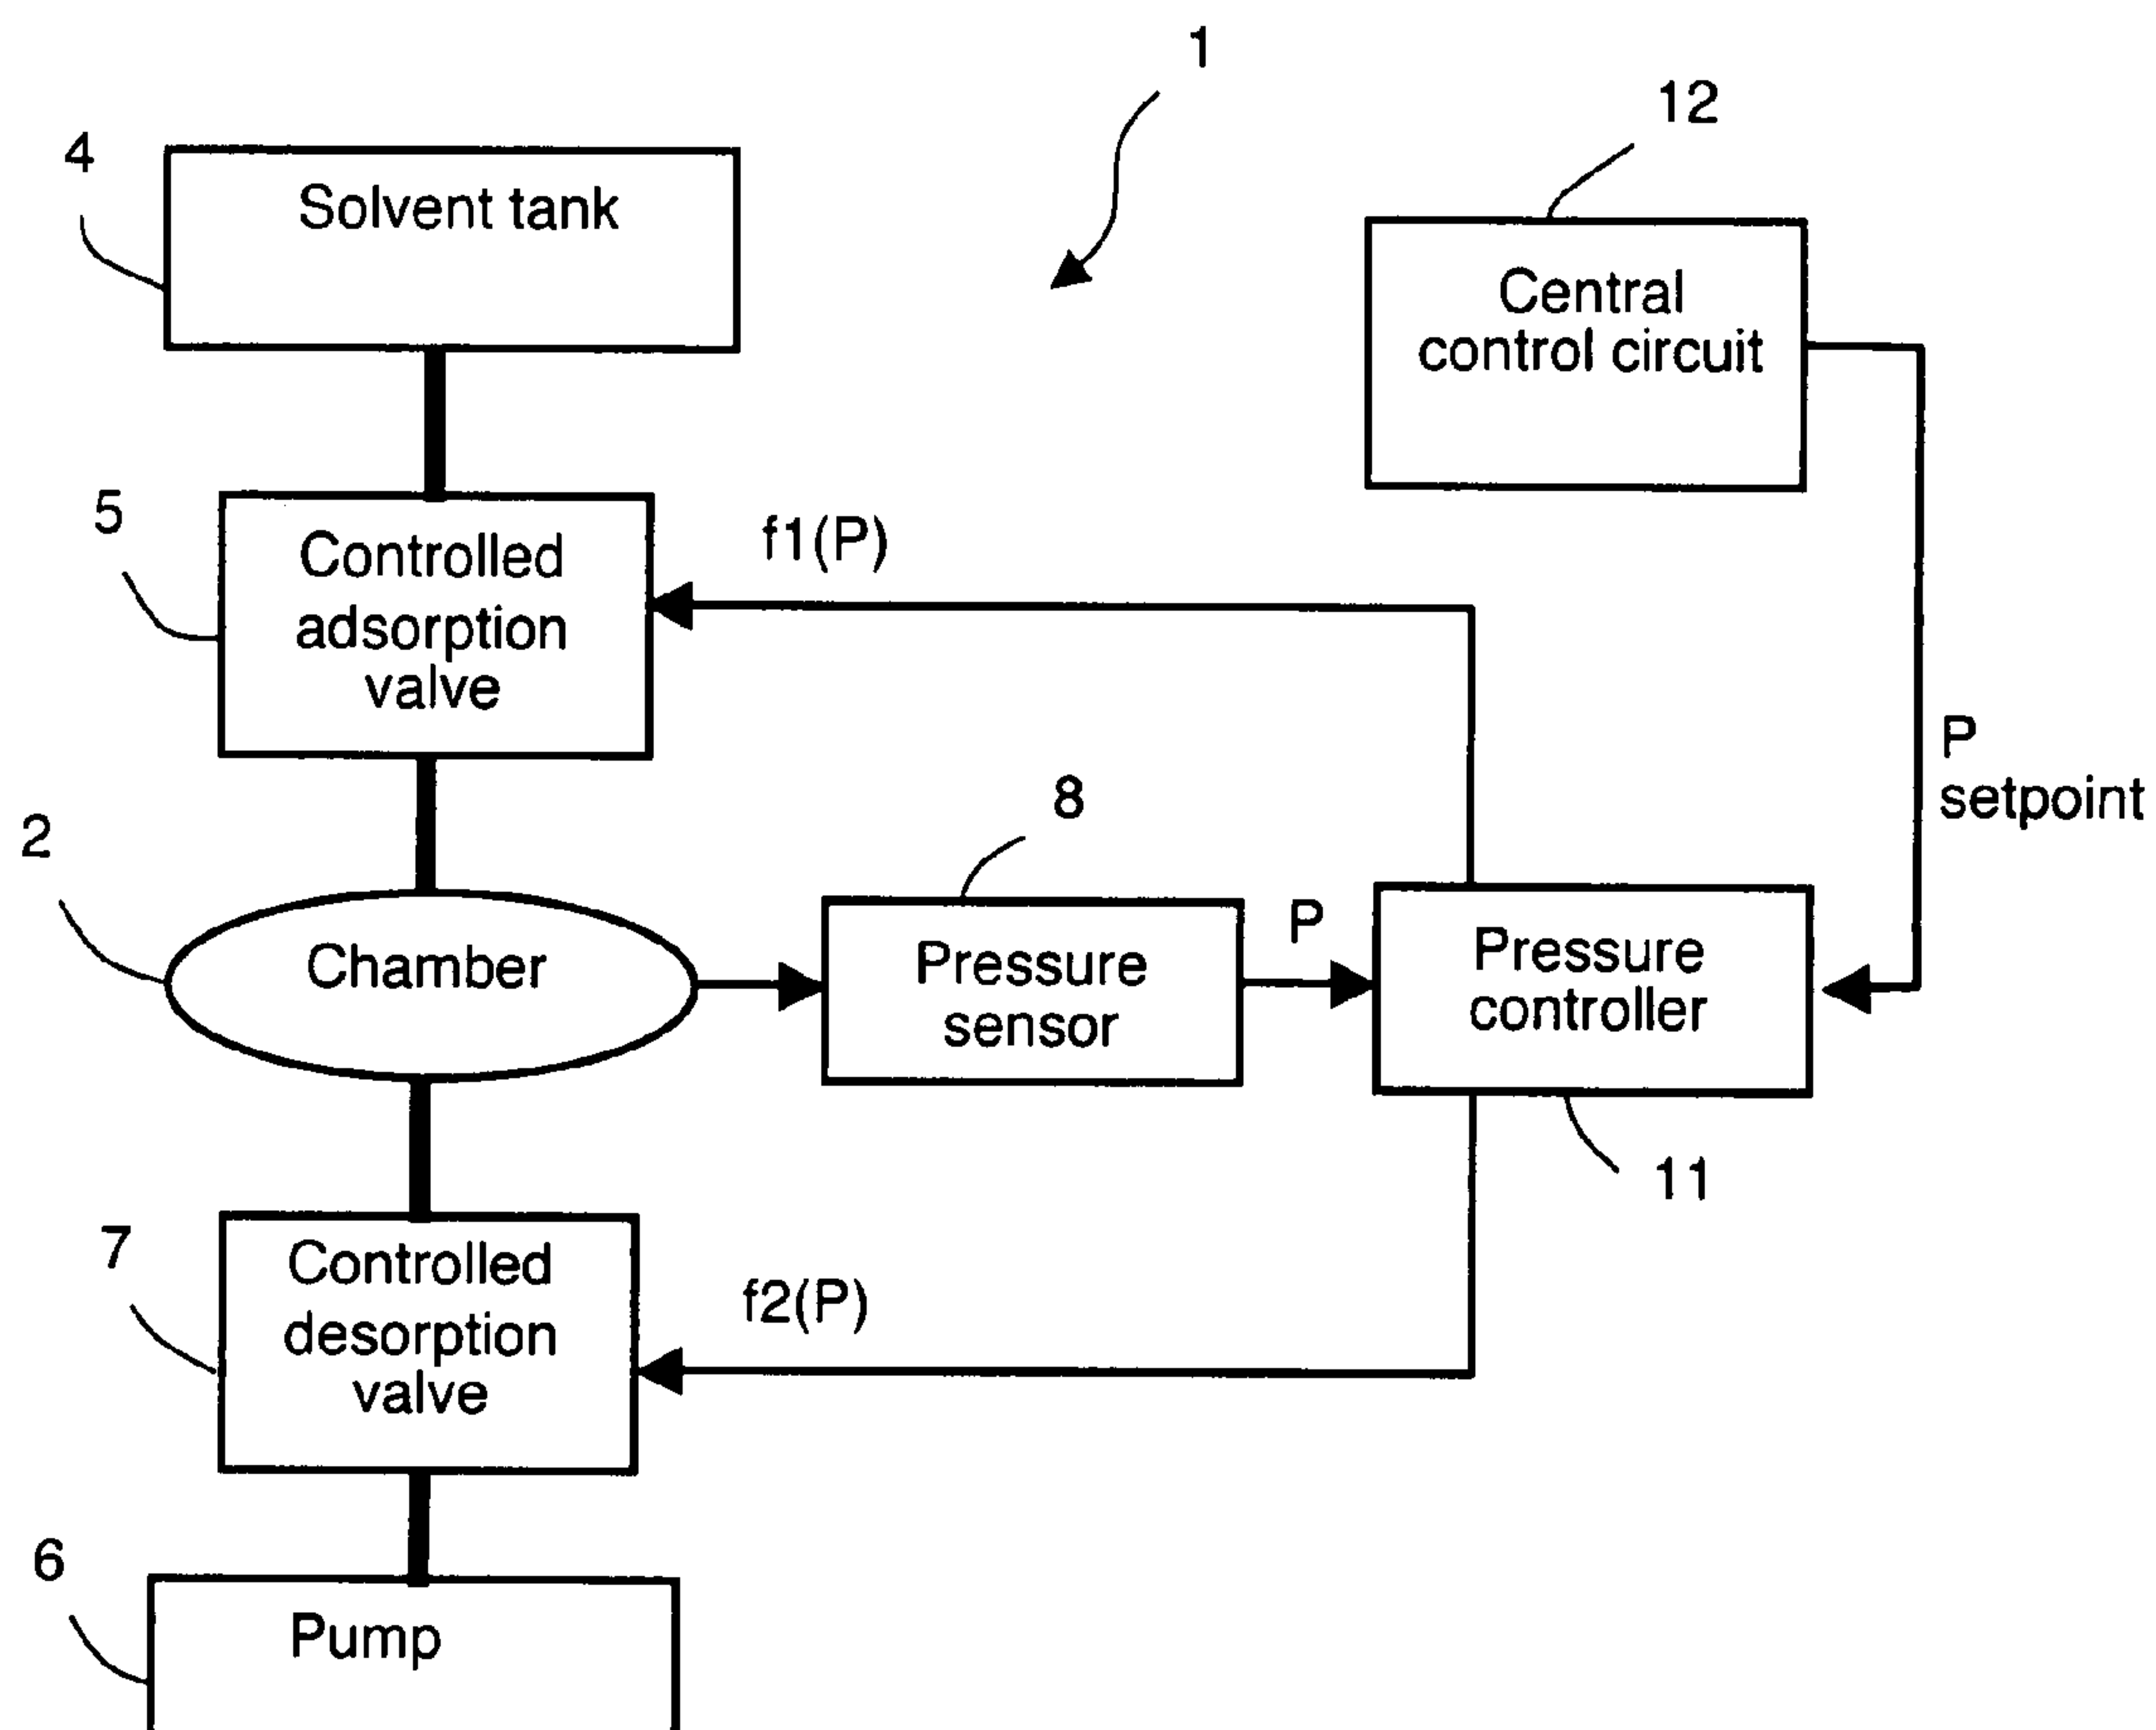 1
12
4
Solvent tank
Central
control circuit
5
Controlled
adsorption
valve
f1(P)
P
setpoint
8
2
Chamber
Pressure
sensor
P
Pressure
controller
11
7
Controlled
desorption
valve
f2(P)
6
Pump